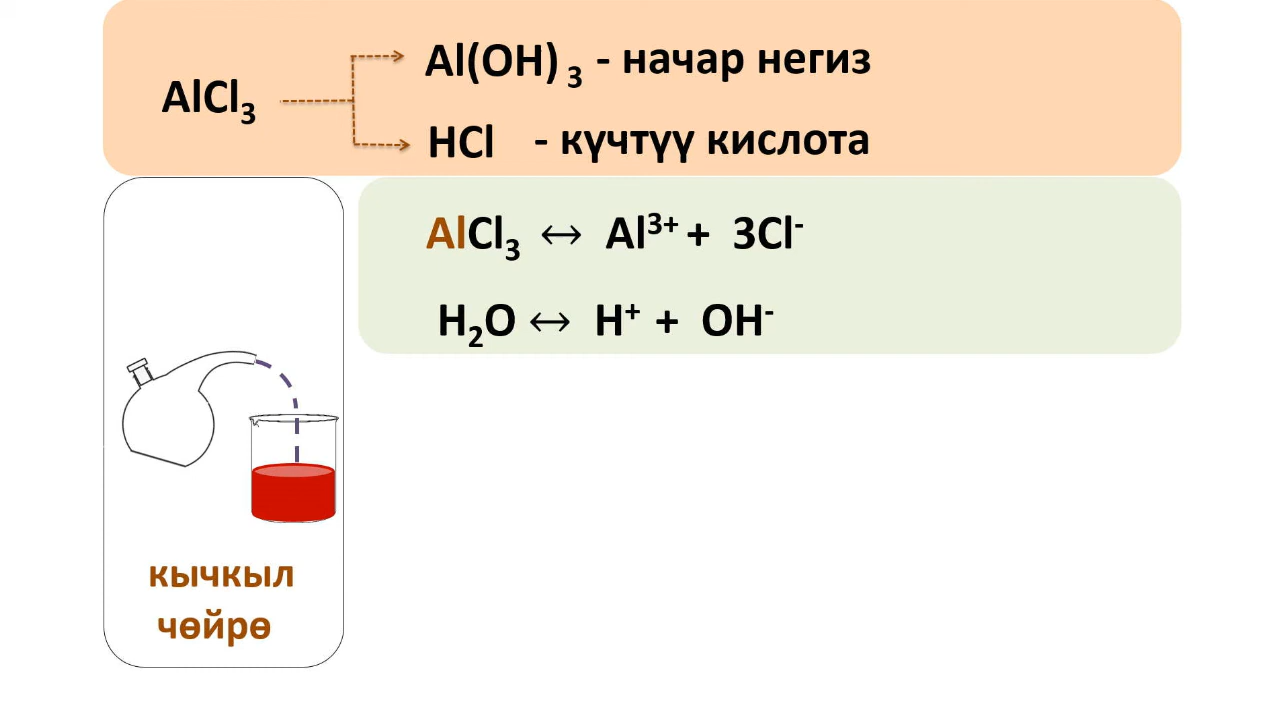 AlCl₃
Al(OH) ₃ - начар негиз
HCl - күчтүү кислота
AlCl₃ ↔ Al³⁺ + 3Cl⁻
H₂O ↔ H⁺ + OH⁻
кычкыл
чөйрө